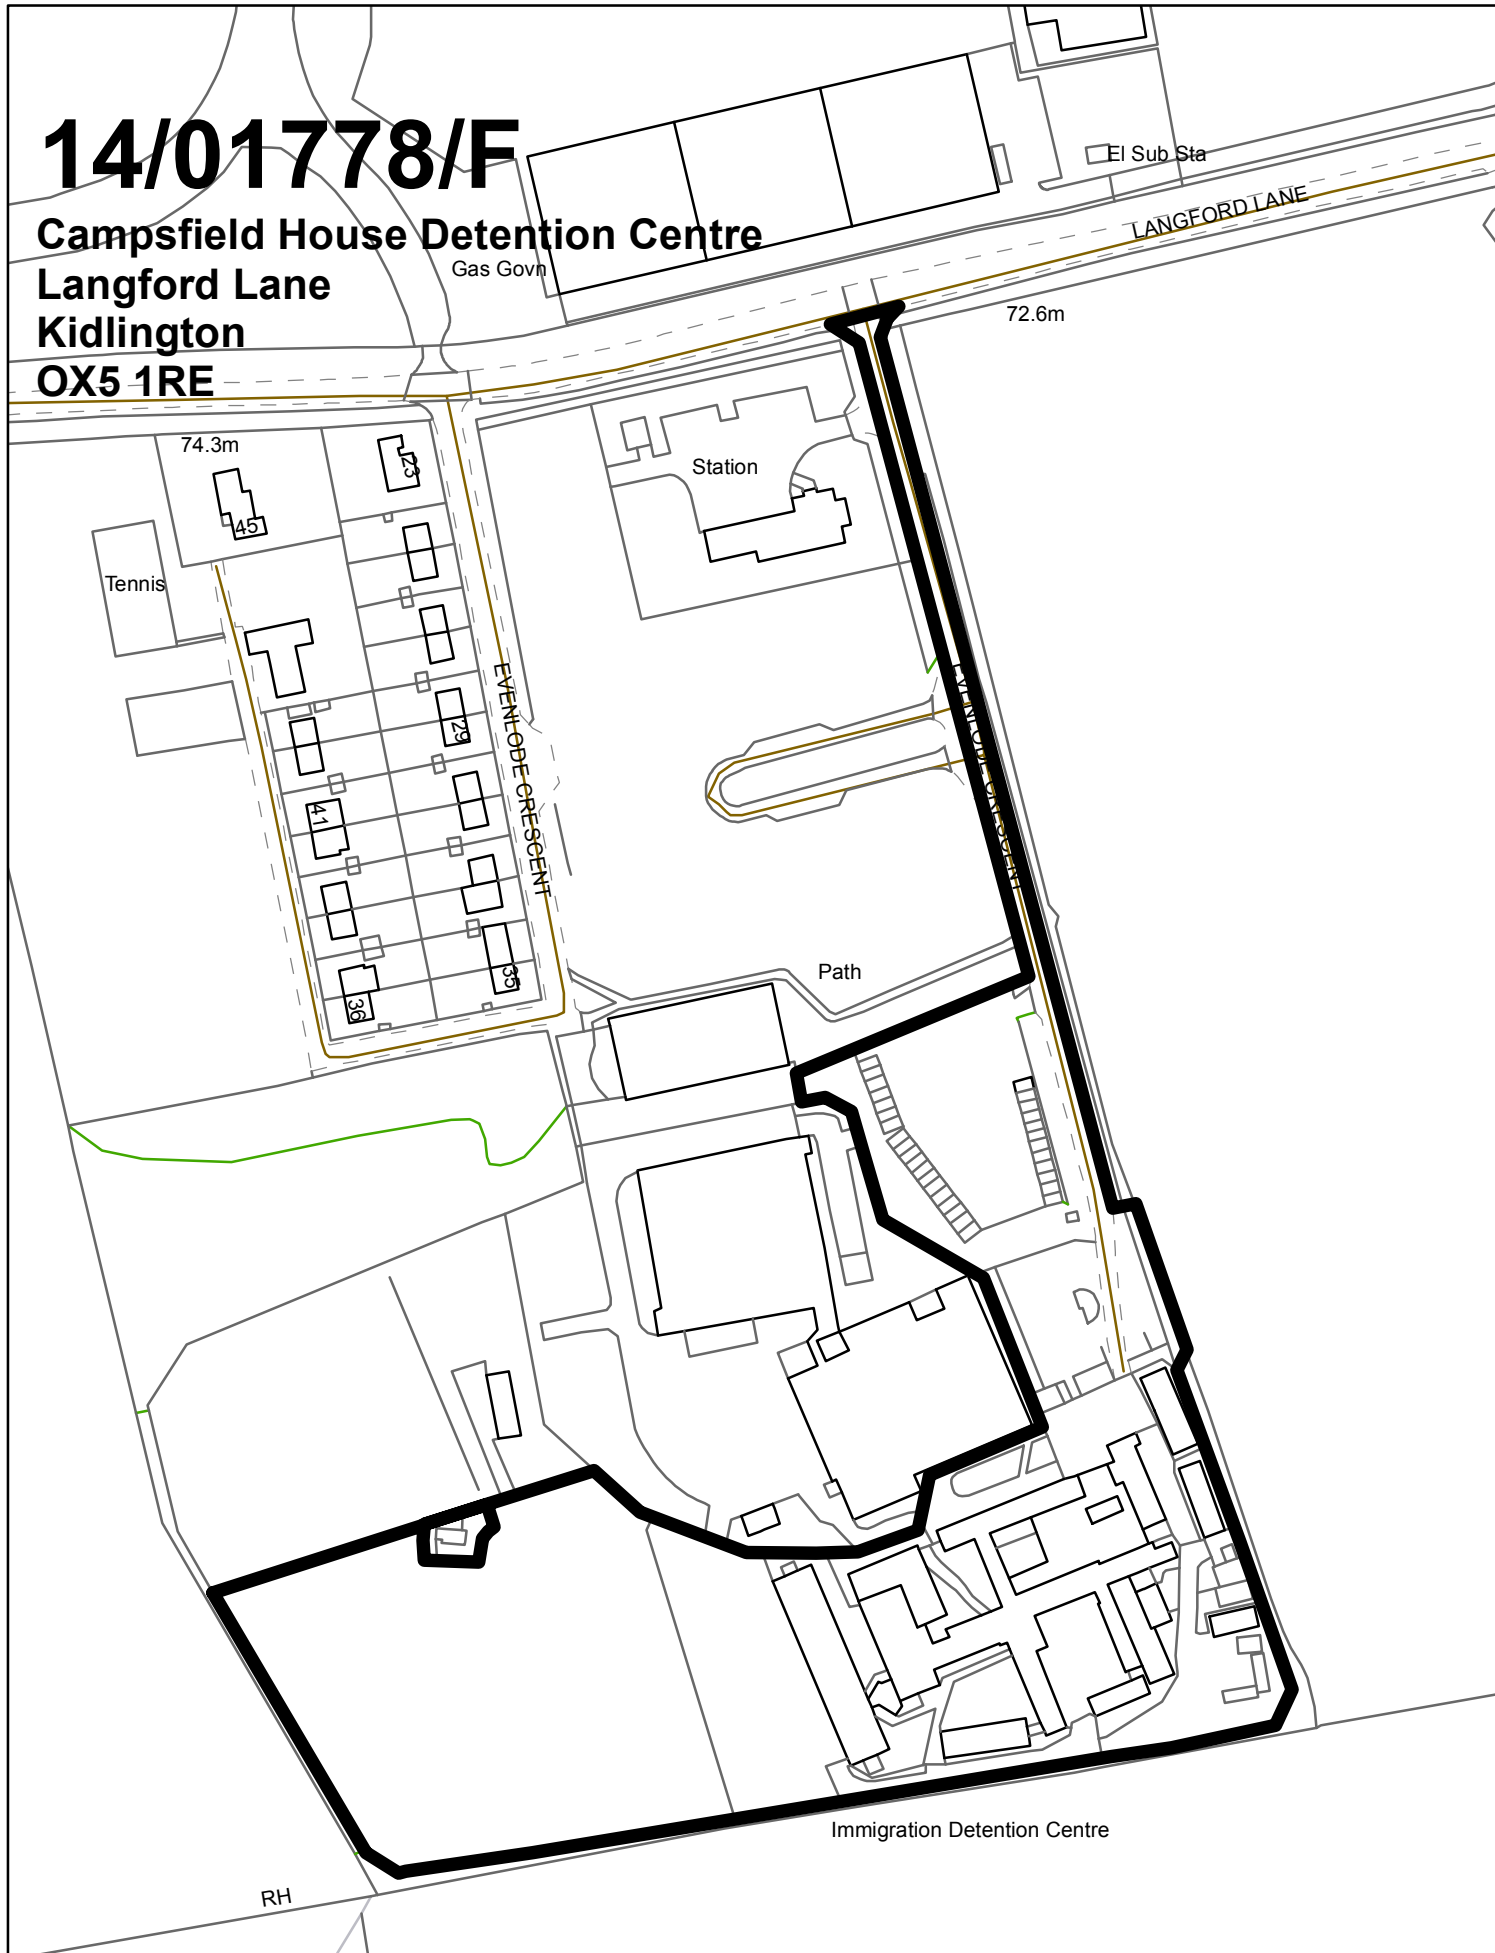 14/01778/F
Campsfield House Detention Centre
Langford Lane
Kidlington
OX5 1RE
El Sub Sta
LANGFORD LANE
Gas Govn
72.6m
74.3m
23
Station
45
Tennis
EVENLODE CRESCENT
EVENLODE CRESCENT
29
41
35
36
Path
Immigration Detention Centre
RH